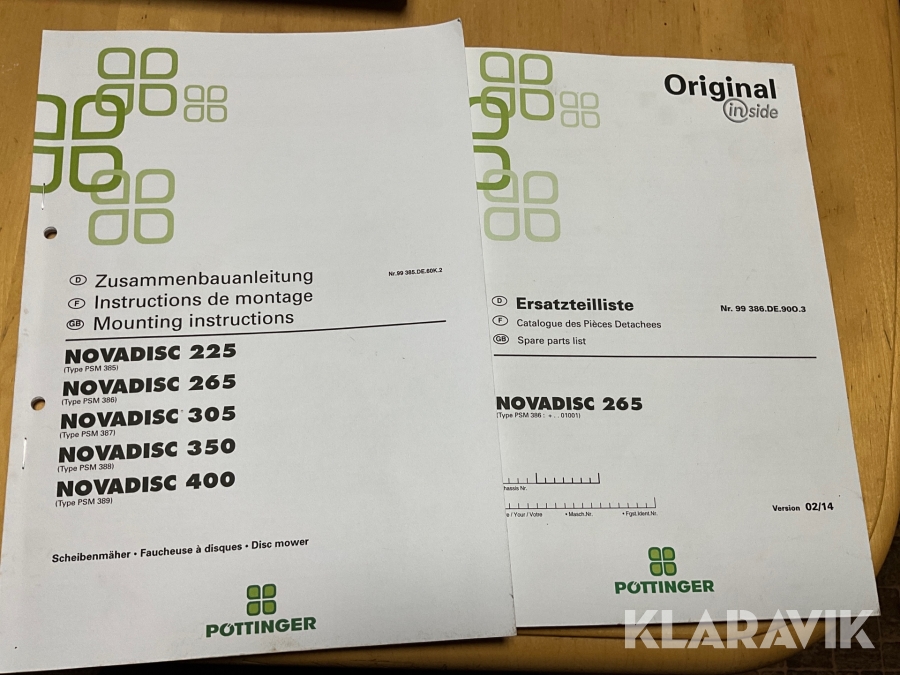 Nr.99 385.DE.80K.2
D Zusammenbauanleitung
F Instructions de montage
GB Mounting instructions
NOVADISC 225
(Type PSM 385)
NOVADISC 265
(Type PSM 386)
NOVADISC 305
(Type PSM 387)
NOVADISC 350
(Type PSM 388)
NOVADISC 400
(Type PSM 389)
Scheibenmäher • Faucheuse à disques • Disc mower
PÖTTINGER
Original
inside
D Ersatzteilliste
Nr. 99 386.DE.90O.3
F Catalogue des Pièces Detachees
GB Spare parts list
NOVADISC 265
(Type PSM 386 : + . . 01001)
hassis Nr.
e / Your / Votre • Masch.Nr. • Fgst.Ident.Nr.
Version 02/14
PÖTTINGER
KLARAVIK